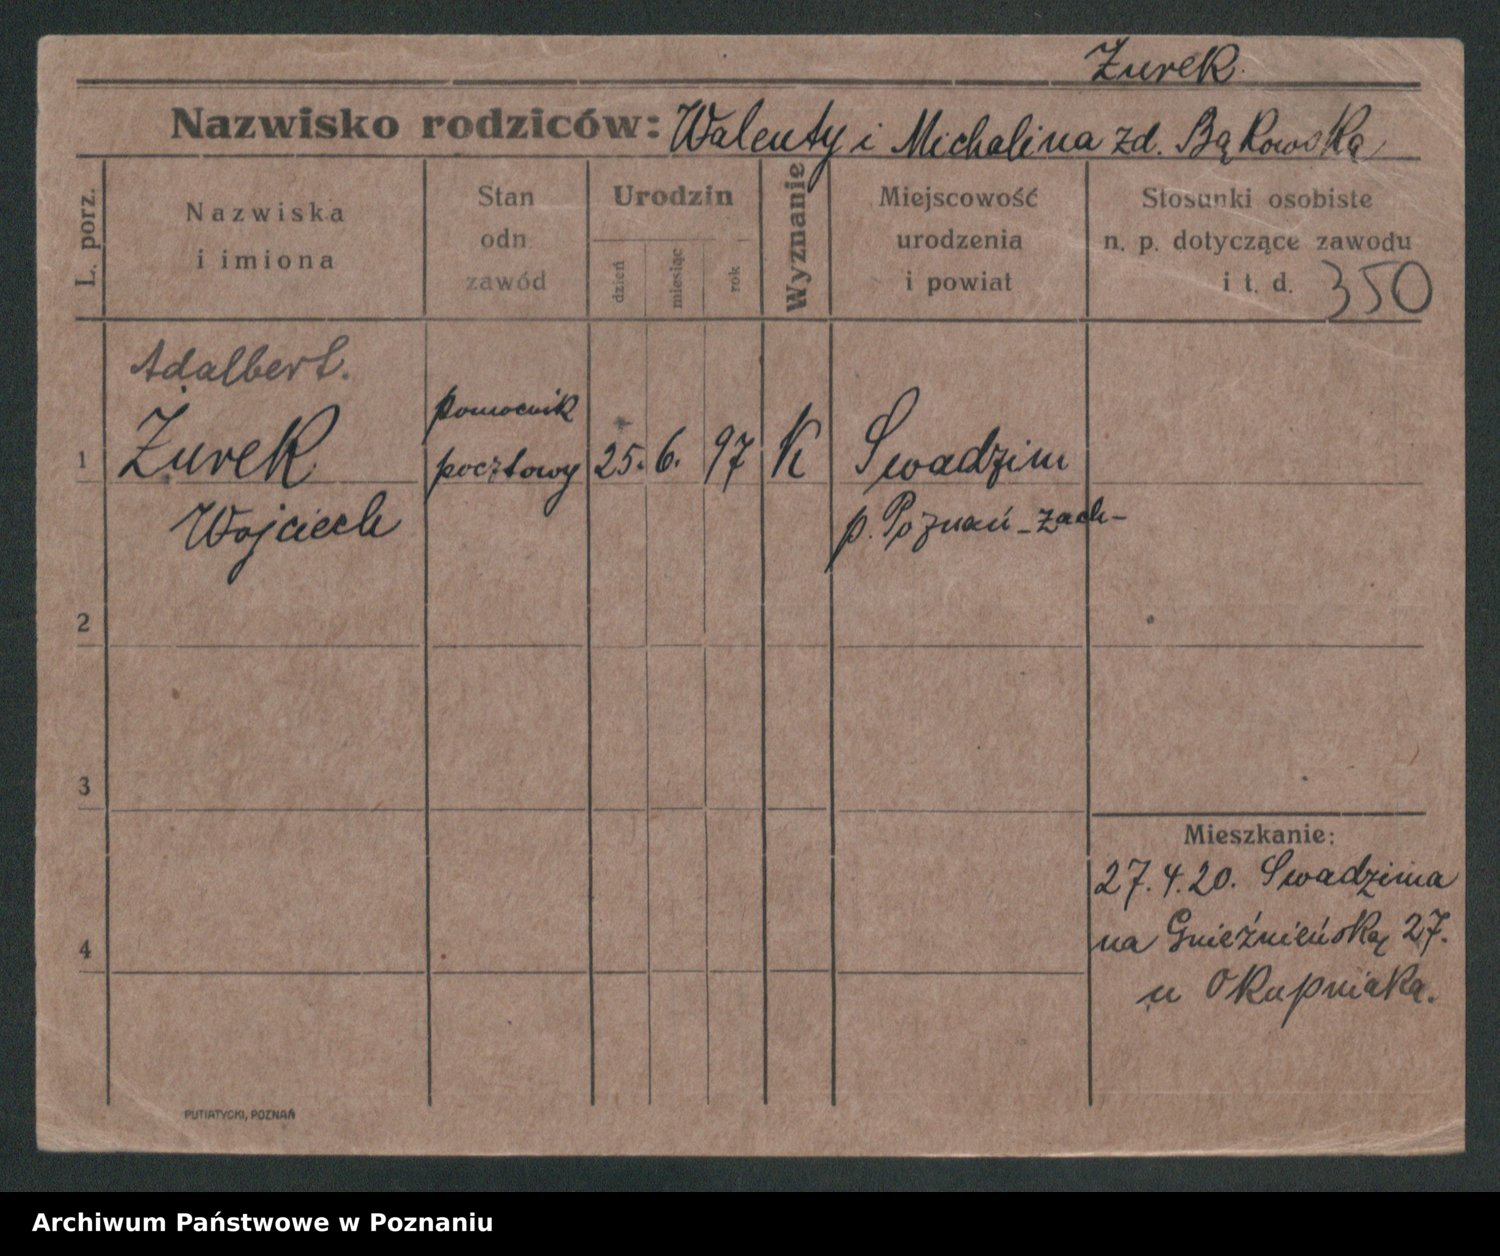 Żurek.
Nazwisko rodziców: Walenty i Michalina zd. Bąkowska
L. porz.
Nazwiska
i imiona
Stan
odn
zawód
Urodzin
dzień
miesiąc
rok
Wyznanie
Miejscowość
urodzenia
i powiat
Stosunki osobiste
n. p. dotyczące zawodu
i t. d. 350
Adalbert.
1 Żurek
Wojciech
pomocnik
pocztowy
25. 6. 97 K
Swadzim
p. Poznań-zach-
2
3
4
Mieszkanie:
27.4.20. Swadzima
na Gnieźnieńską 27.
u Okupniaka.
PUTIATYCKI, POZNAŃ
Archiwum Państwowe w Poznaniu